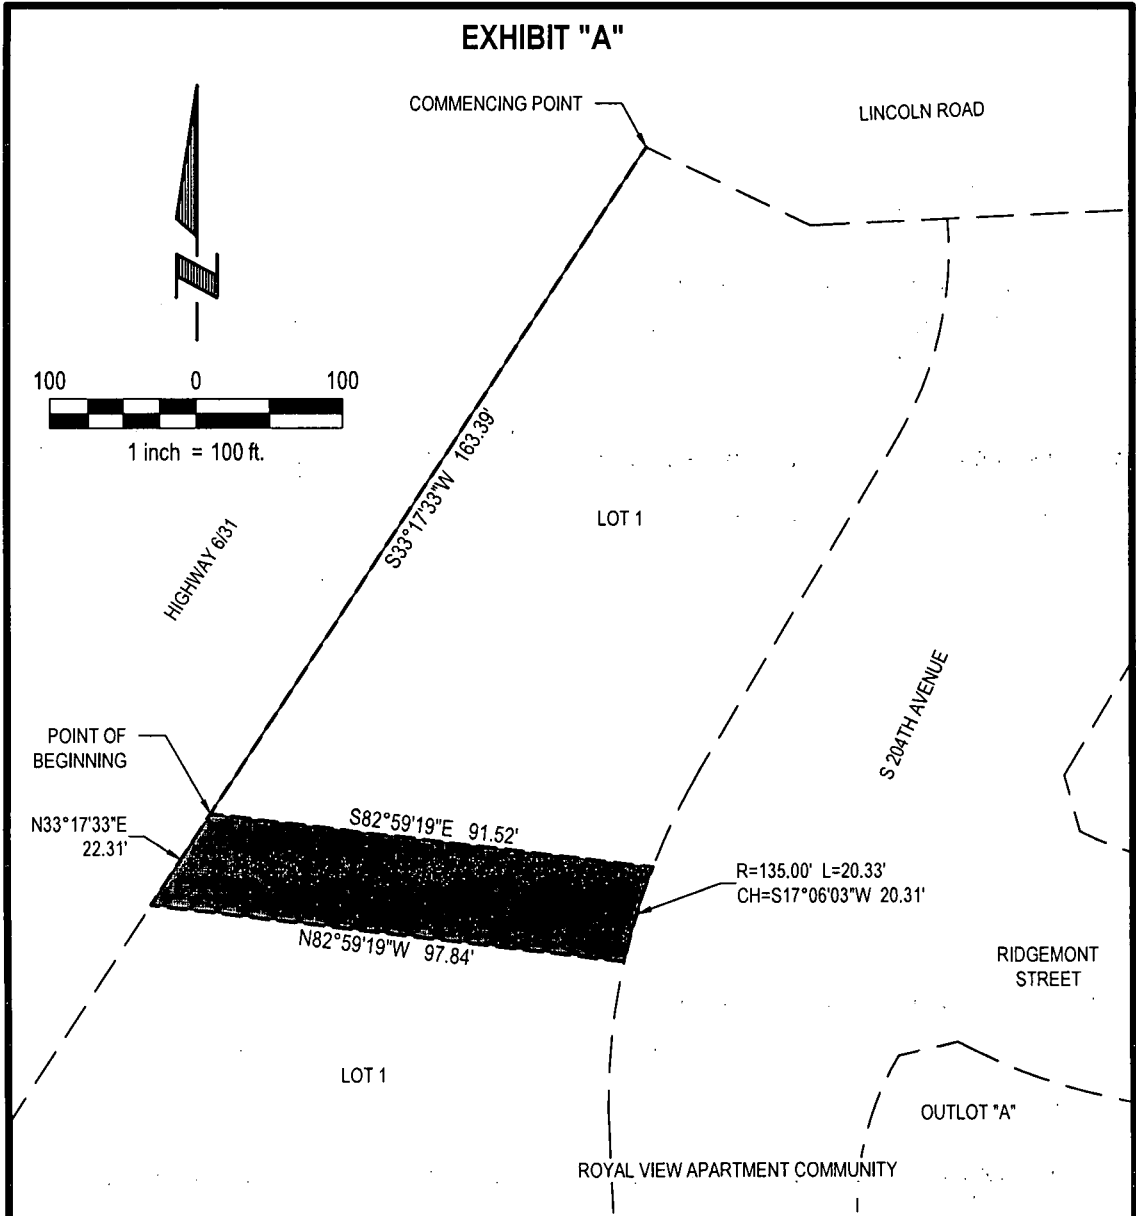 EXHIBIT "A"
COMMENCING POINT
LINCOLN ROAD
100 0 100
1 inch = 100 ft.
S33°17'33"W 163.39'
LOT 1
HIGHWAY 6/31
S 204TH AVENUE
POINT OF
BEGINNING
N33°17'33"E
22.31'
S82°59'19"E 91.52'
R=135.00' L=20.33'
CH=S17°06'03"W 20.31'
N82°59'19"W 97.84'
RIDGEMONT
STREET
LOT 1
OUTLOT "A"
ROYAL VIEW APARTMENT COMMUNITY